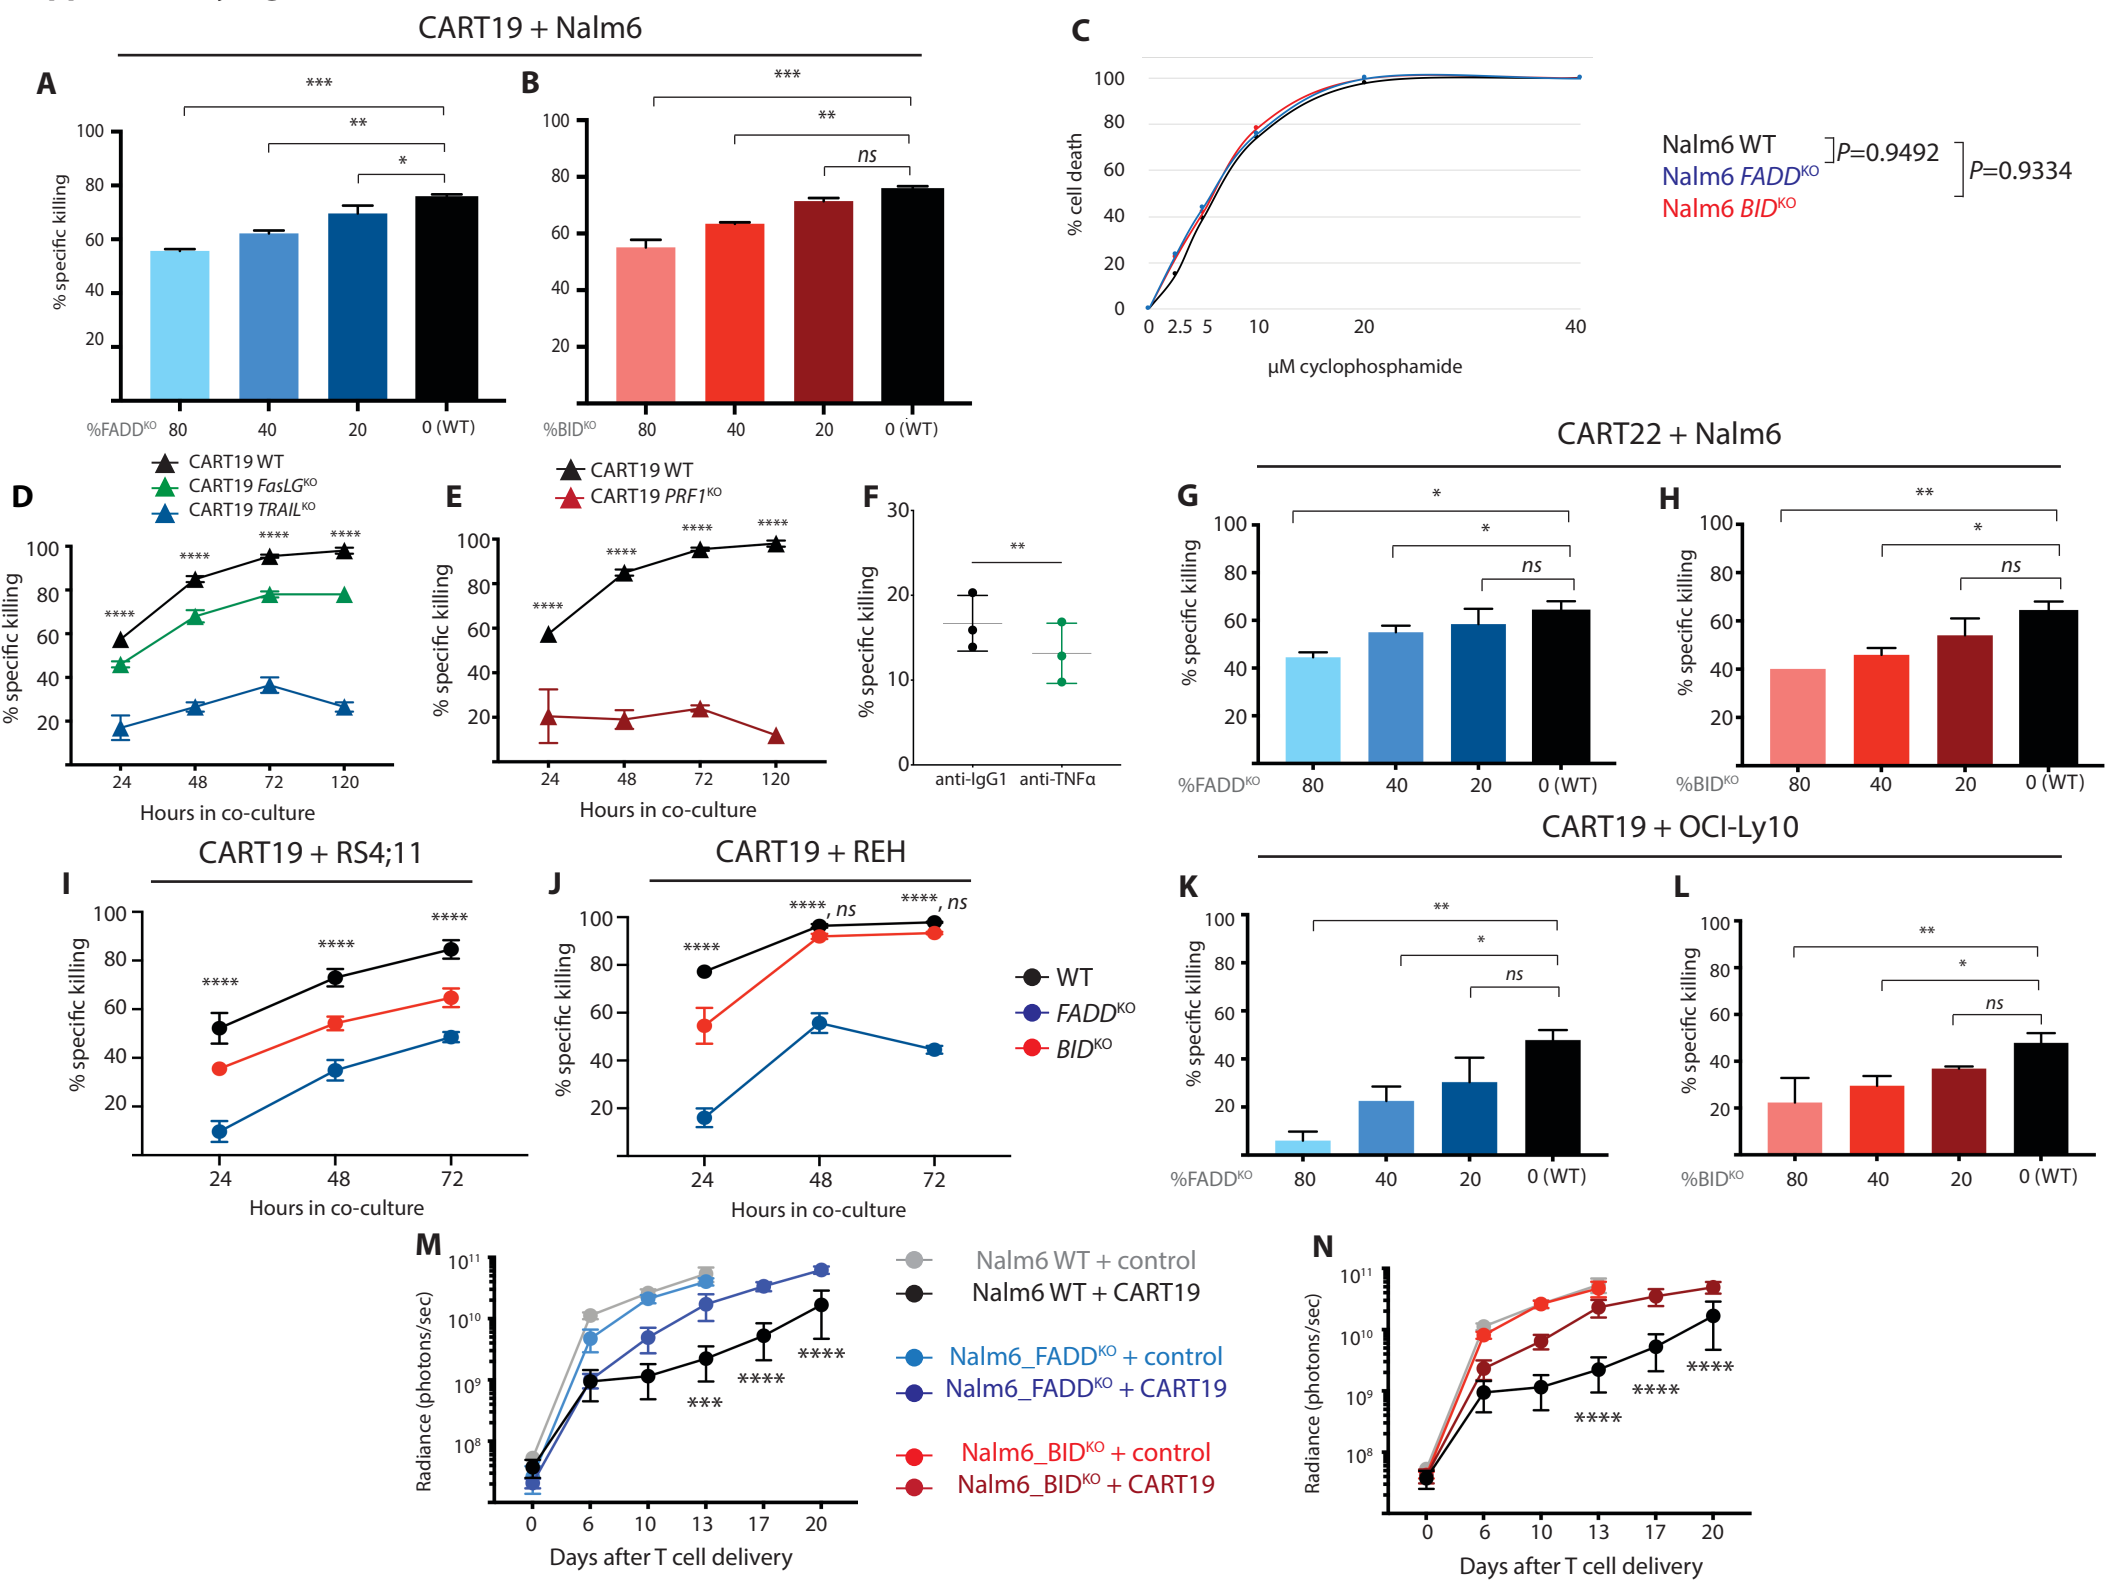 CART19 + Nalm6
A
***
**
*
% specific killing
100
80
60
40
20
%FADDKO 80 40 20 0 (WT)
B
***
**
ns
100
80
60
40
20
%BIDKO 80 40 20 0 (WT)
C
% cell death
100
80
60
40
20
0
0 2.5 5 10 20 40
µM cyclophosphamide
Nalm6 WT
Nalm6 FADDKO
Nalm6 BIDKO
P=0.9492
P=0.9334
D
CART19 WT
CART19 FasLGKO
CART19 TRAILKO
% specific killing
100
80
60
40
20
**** **** **** ****
24 48 72 120
Hours in co-culture
E
CART19 WT
CART19 PRF1KO
% specific killing
100
80
60
40
20
**** **** **** ****
24 48 72 120
Hours in co-culture
F
% specific killing
30
20
10
0
**
anti-IgG1 anti-TNFα
CART22 + Nalm6
G
*
*
ns
% specific killing
100
80
60
40
20
%FADDKO 80 40 20 0 (WT)
H
**
*
ns
% specific killing
100
80
60
40
20
%BIDKO 80 40 20 0 (WT)
CART19 + RS4;11
I
% specific killing
100
80
60
40
20
**** **** ****
24 48 72
Hours in co-culture
CART19 + REH
J
% specific killing
100
80
60
40
20
**** ****, ns ****, ns
24 48 72
Hours in co-culture
WT
FADDKO
BIDKO
CART19 + OCI-Ly10
K
**
*
ns
% specific killing
100
80
60
40
20
%FADDKO 80 40 20 0 (WT)
L
**
*
ns
% specific killing
100
80
60
40
20
%BIDKO 80 40 20 0 (WT)
M
Radiance (photons/sec)
1011
1010
109
108
*** **** ****
0 6 10 13 17 20
Days after T cell delivery
Nalm6 WT + control
Nalm6 WT + CART19
Nalm6_FADDKO + control
Nalm6_FADDKO + CART19
Nalm6_BIDKO + control
Nalm6_BIDKO + CART19
N
Radiance (photons/sec)
1011
1010
109
108
**** **** ****
0 6 10 13 17 20
Days after T cell delivery